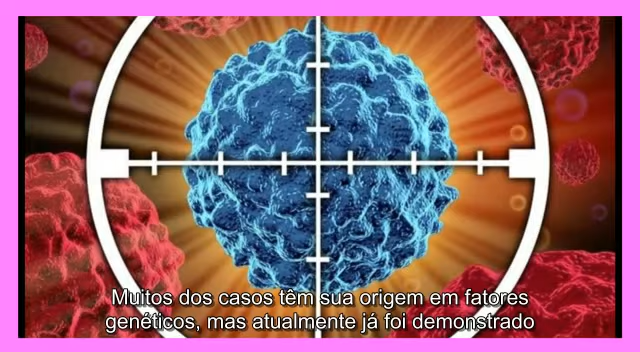 Muitos dos casos têm sua origem em fatores
genéticos, mas atualmente já foi demonstrado